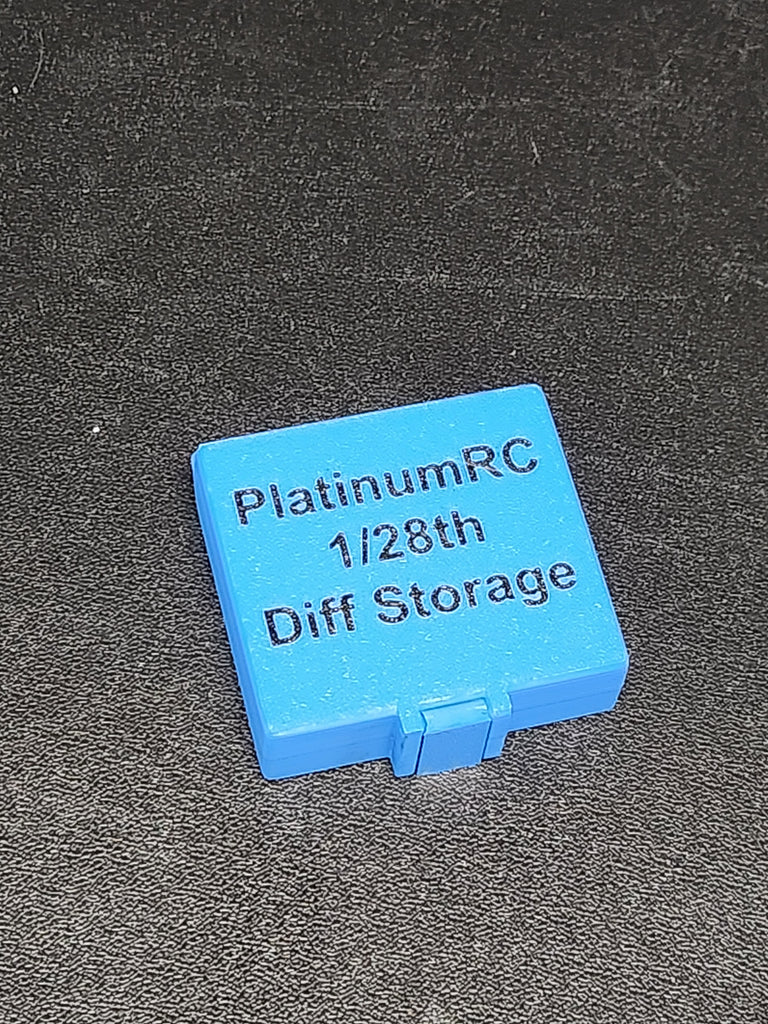 PlatinumRC
1/28th
Diff Storage